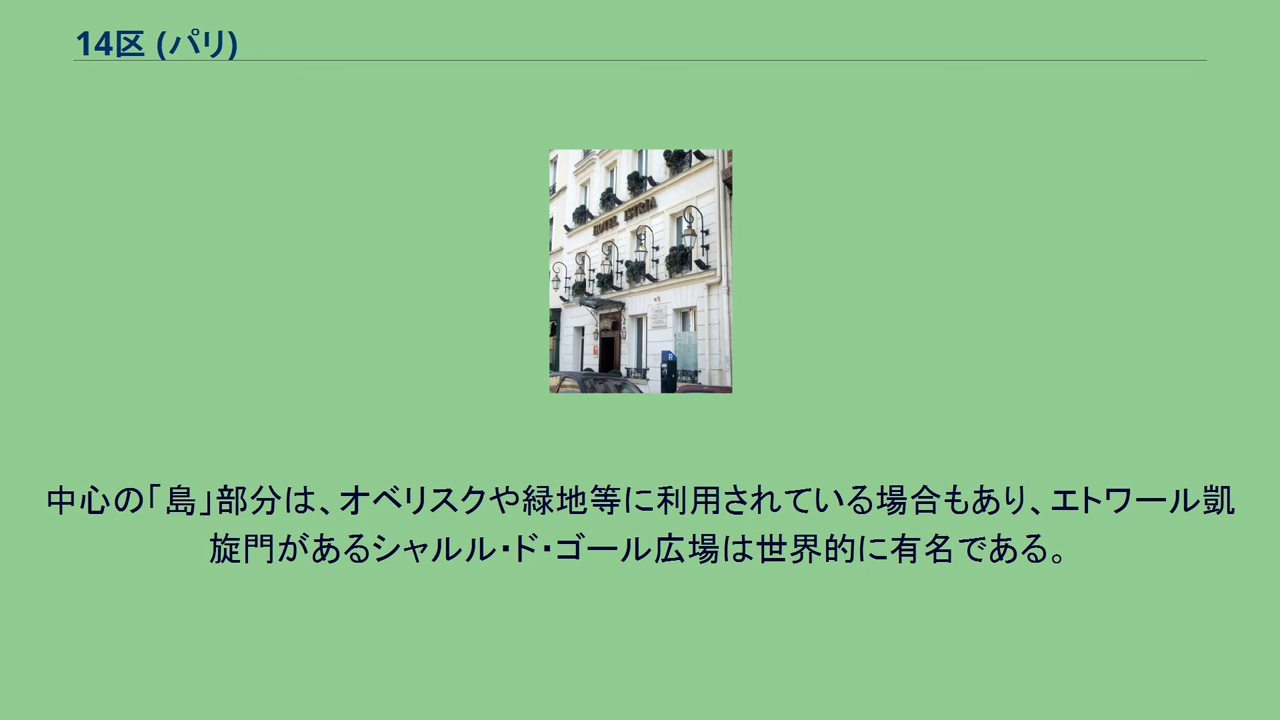 14区 (パリ)
HOTEL ISTRIA
中心の「島」部分は、オベリスクや緑地等に利用されている場合もあり、エトワール凱
旋門があるシャルル・ド・ゴール広場は世界的に有名である。